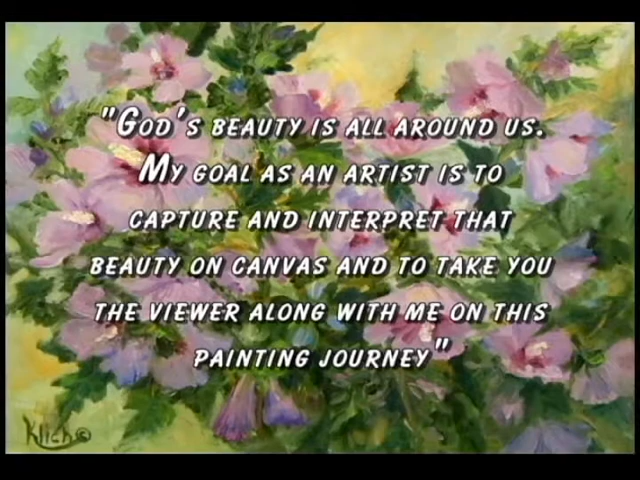 "God's beauty is all around us.
My goal as an artist is to
capture and interpret that
beauty on canvas and to take you
the viewer along with me on this
painting journey"
Klich©